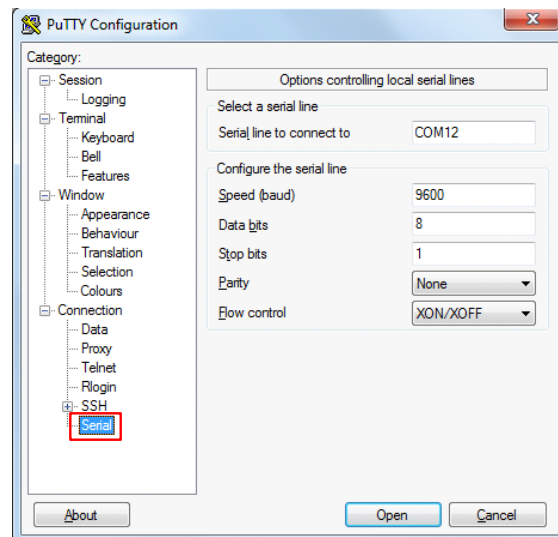 PuTTY Configuration
Category:
Session
Logging
Terminal
Keyboard
Bell
Features
Window
Appearance
Behaviour
Translation
Selection
Colours
Connection
Data
Proxy
Telnet
Rlogin
SSH
Serial
Options controlling local serial lines
Select a serial line
Serial line to connect to COM12
Configure the serial line
Speed (baud) 9600
Data bits 8
Stop bits 1
Parity None
Flow control XON/XOFF
About Open Cancel